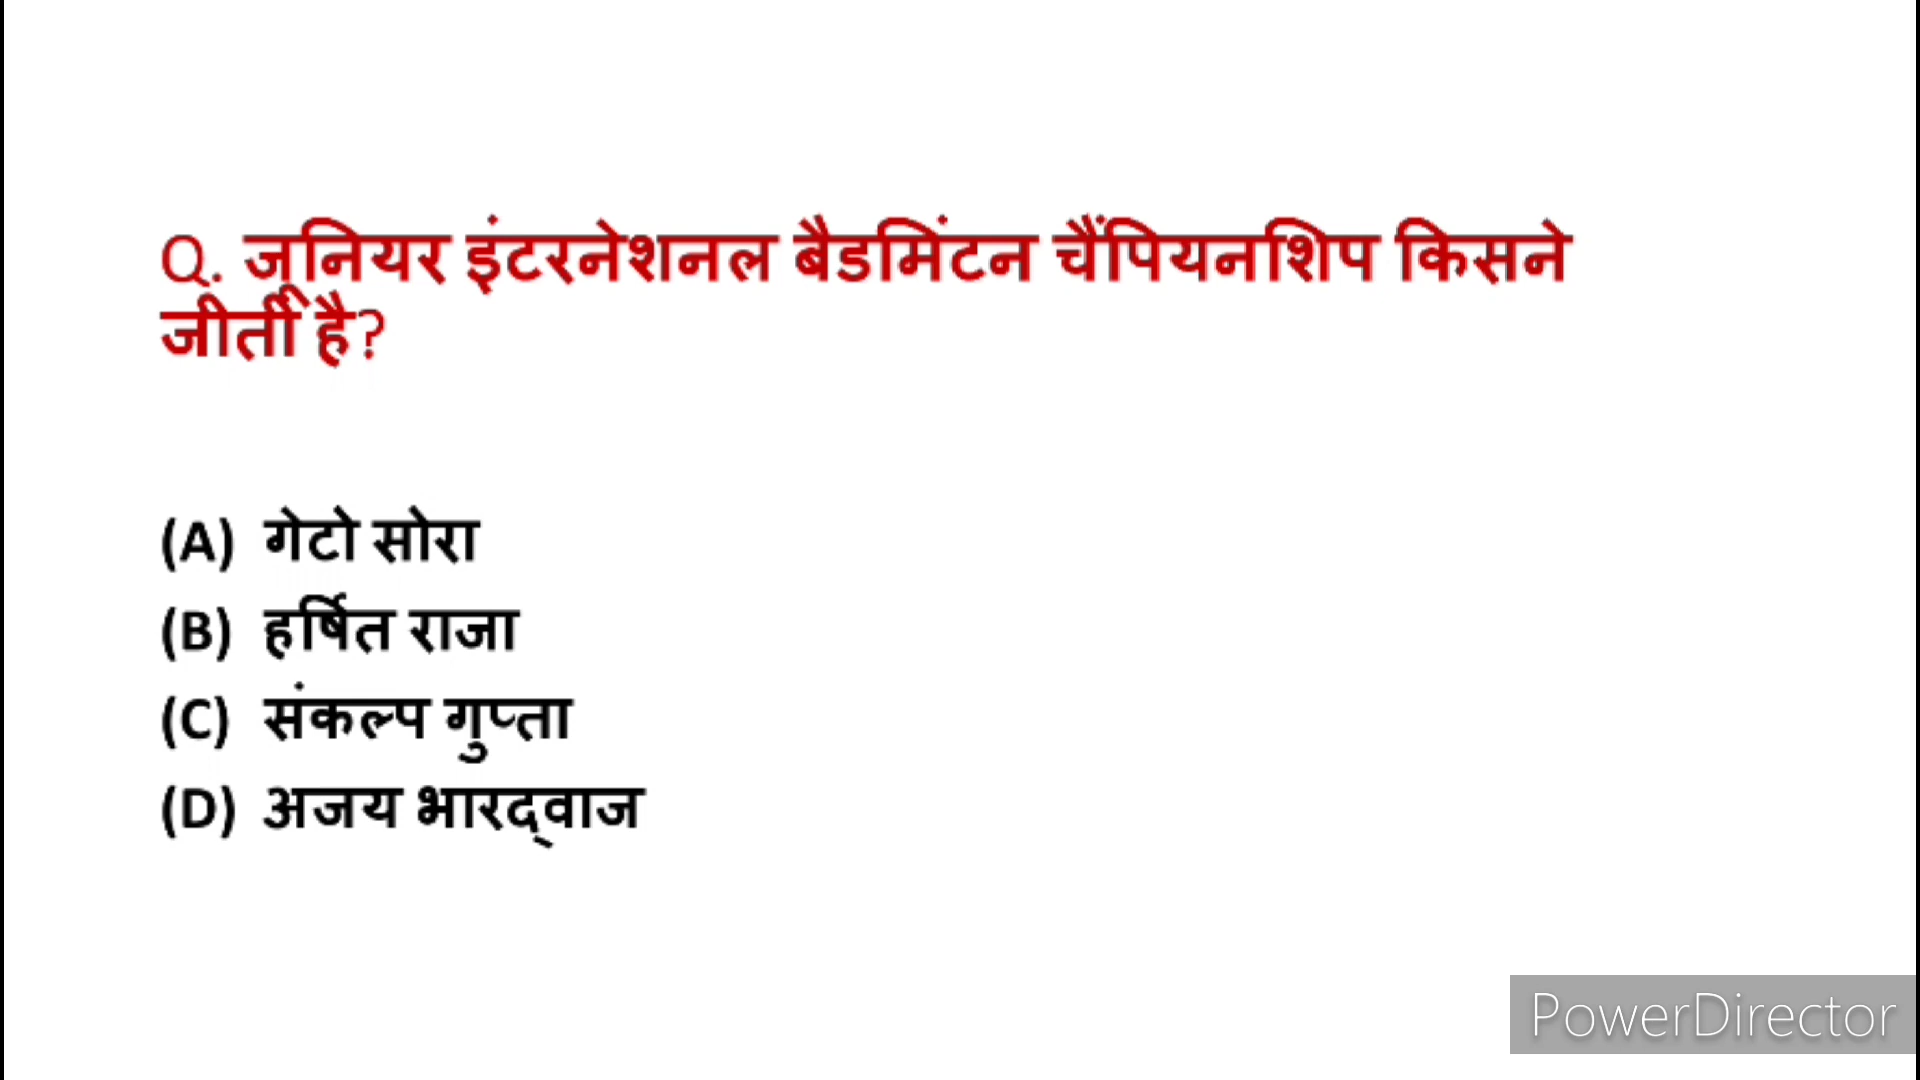 Q. जूनियर इंटरनेशनल बैडमिंटन चैंपियनशिप किसने
जीती है?
(A) गेटो सोरा
(B) हर्षित राजा
(C) संकल्प गुप्ता
(D) अजय भारद्वाज
PowerDirector